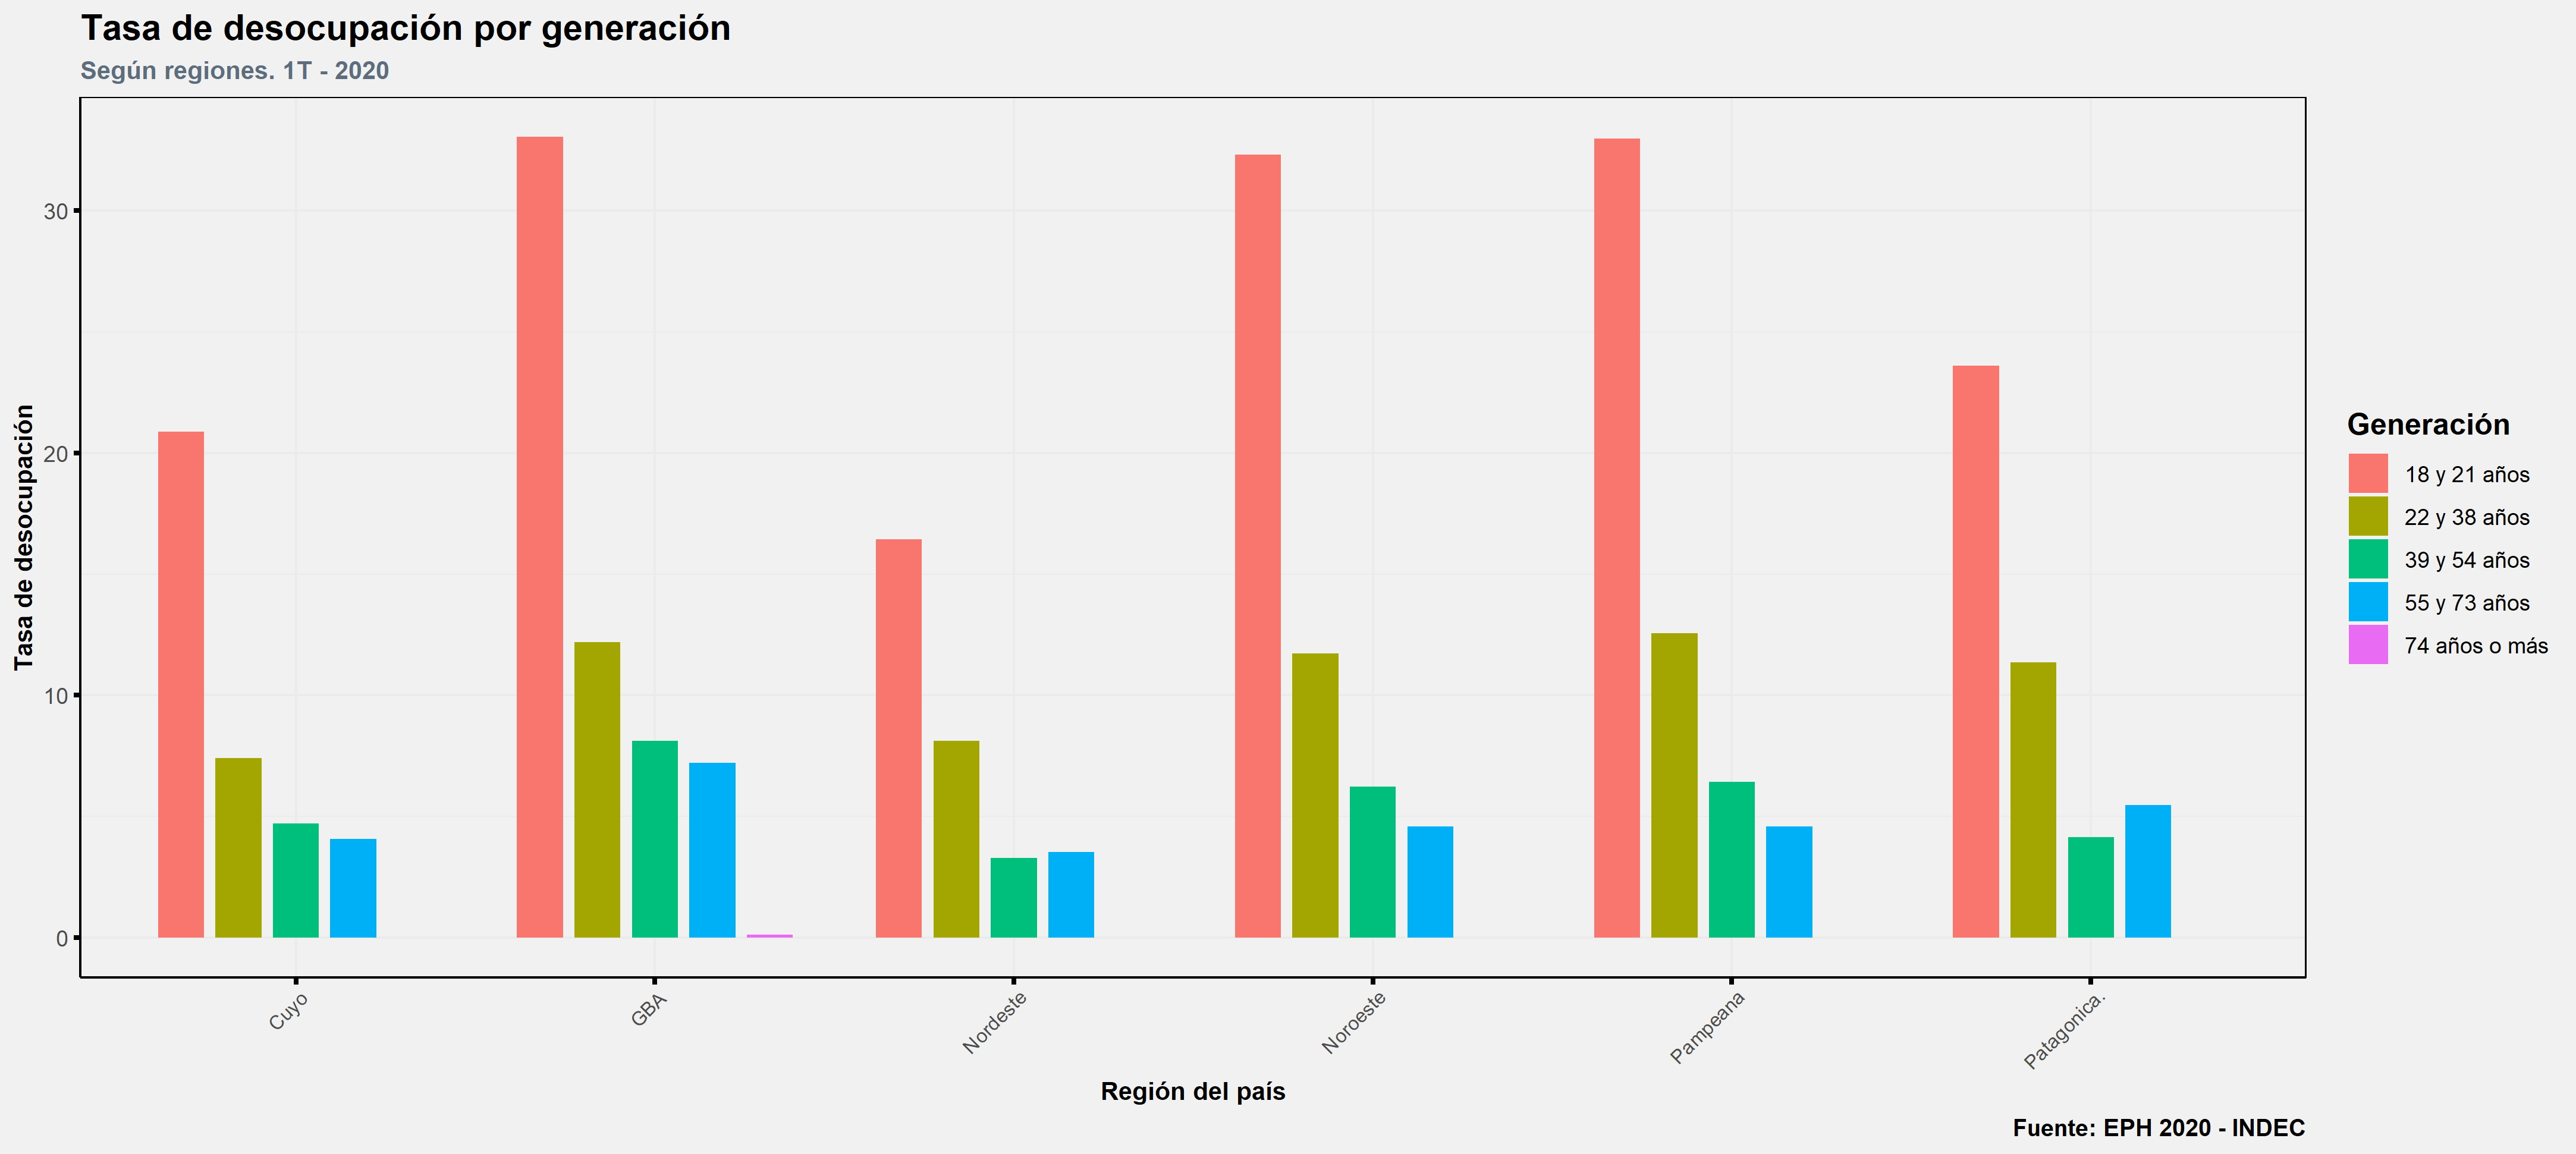 Tasa de desocupación por generación
Según regiones. 1T - 2020
Tasa de desocupación
30
20
10
0
Cuyo
GBA
Nordeste
Noroeste
Pampeana
Patagonica.
Región del país
Generación
18 y 21 años
22 y 38 años
39 y 54 años
55 y 73 años
74 años o más
Fuente: EPH 2020 - INDEC